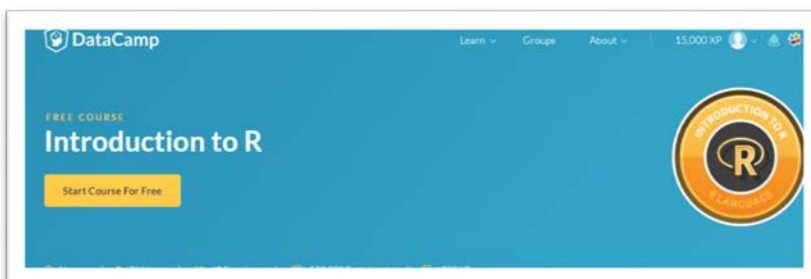 DataCamp
Learn Groups About 15,000 XP
FREE COURSE
Introduction to R
Start Course For Free
INTRODUCTION TO R
R
R LANGUAGE